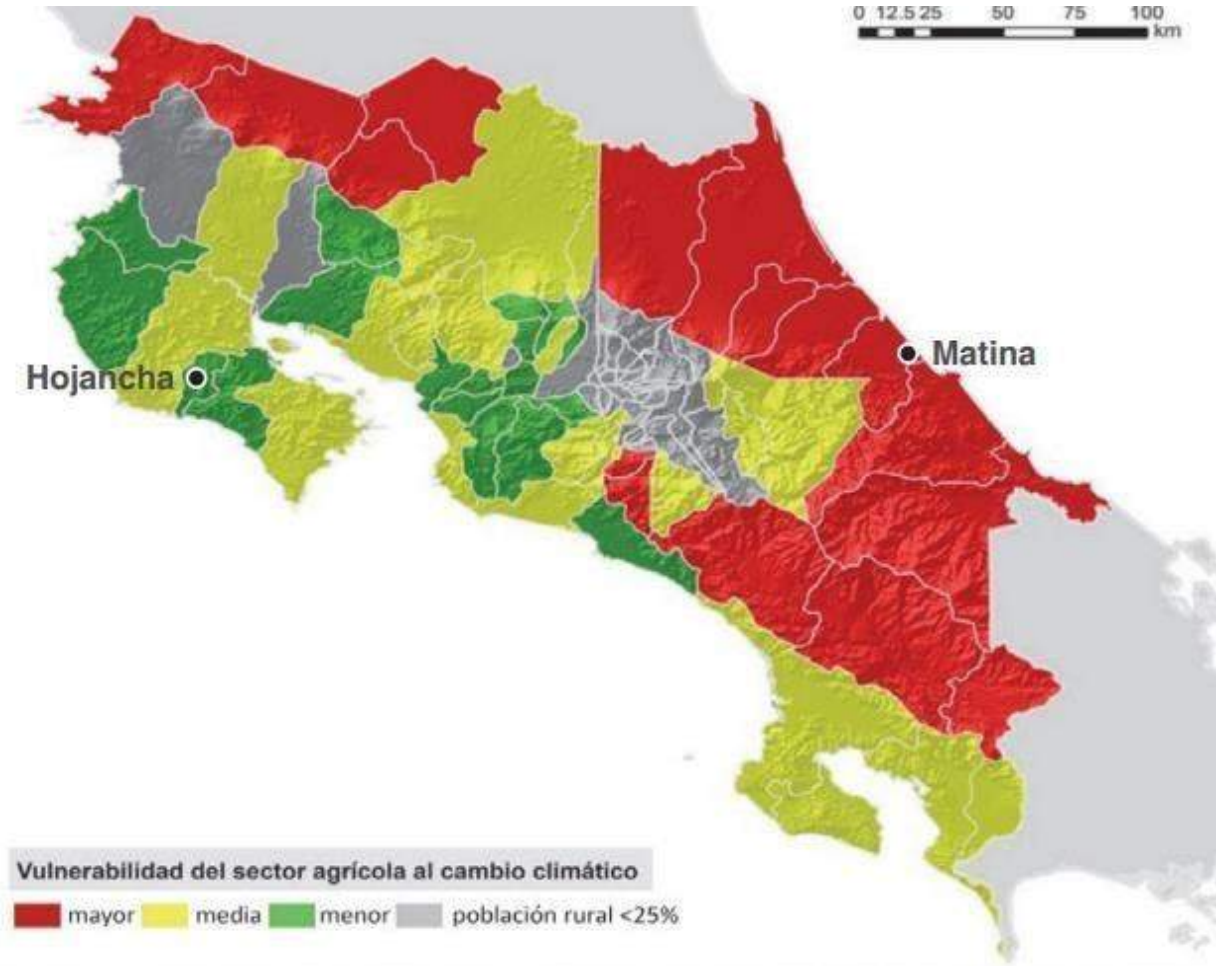 0 12.5 25 50 75 100
km
Matina
Hojancha
Vulnerabilidad del sector agrícola al cambio climático
mayor media menor población rural <25%